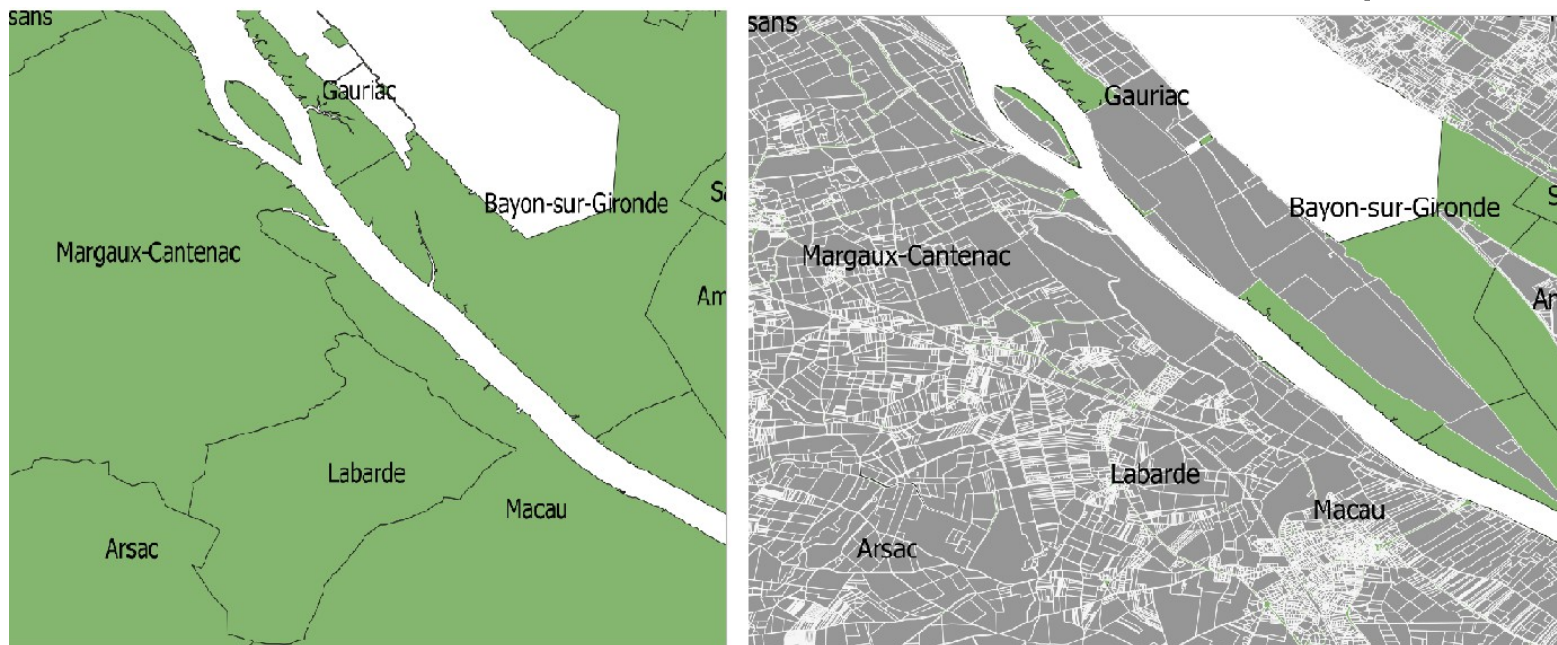 sans
Gauriac
Bayon-sur-Gironde
Margaux-Cantenac
Labarde
Macau
Arsac
Am
sans
Gauriac
Bayon-sur-Gironde
Margaux-Cantenac
Labarde
Macau
Arsac